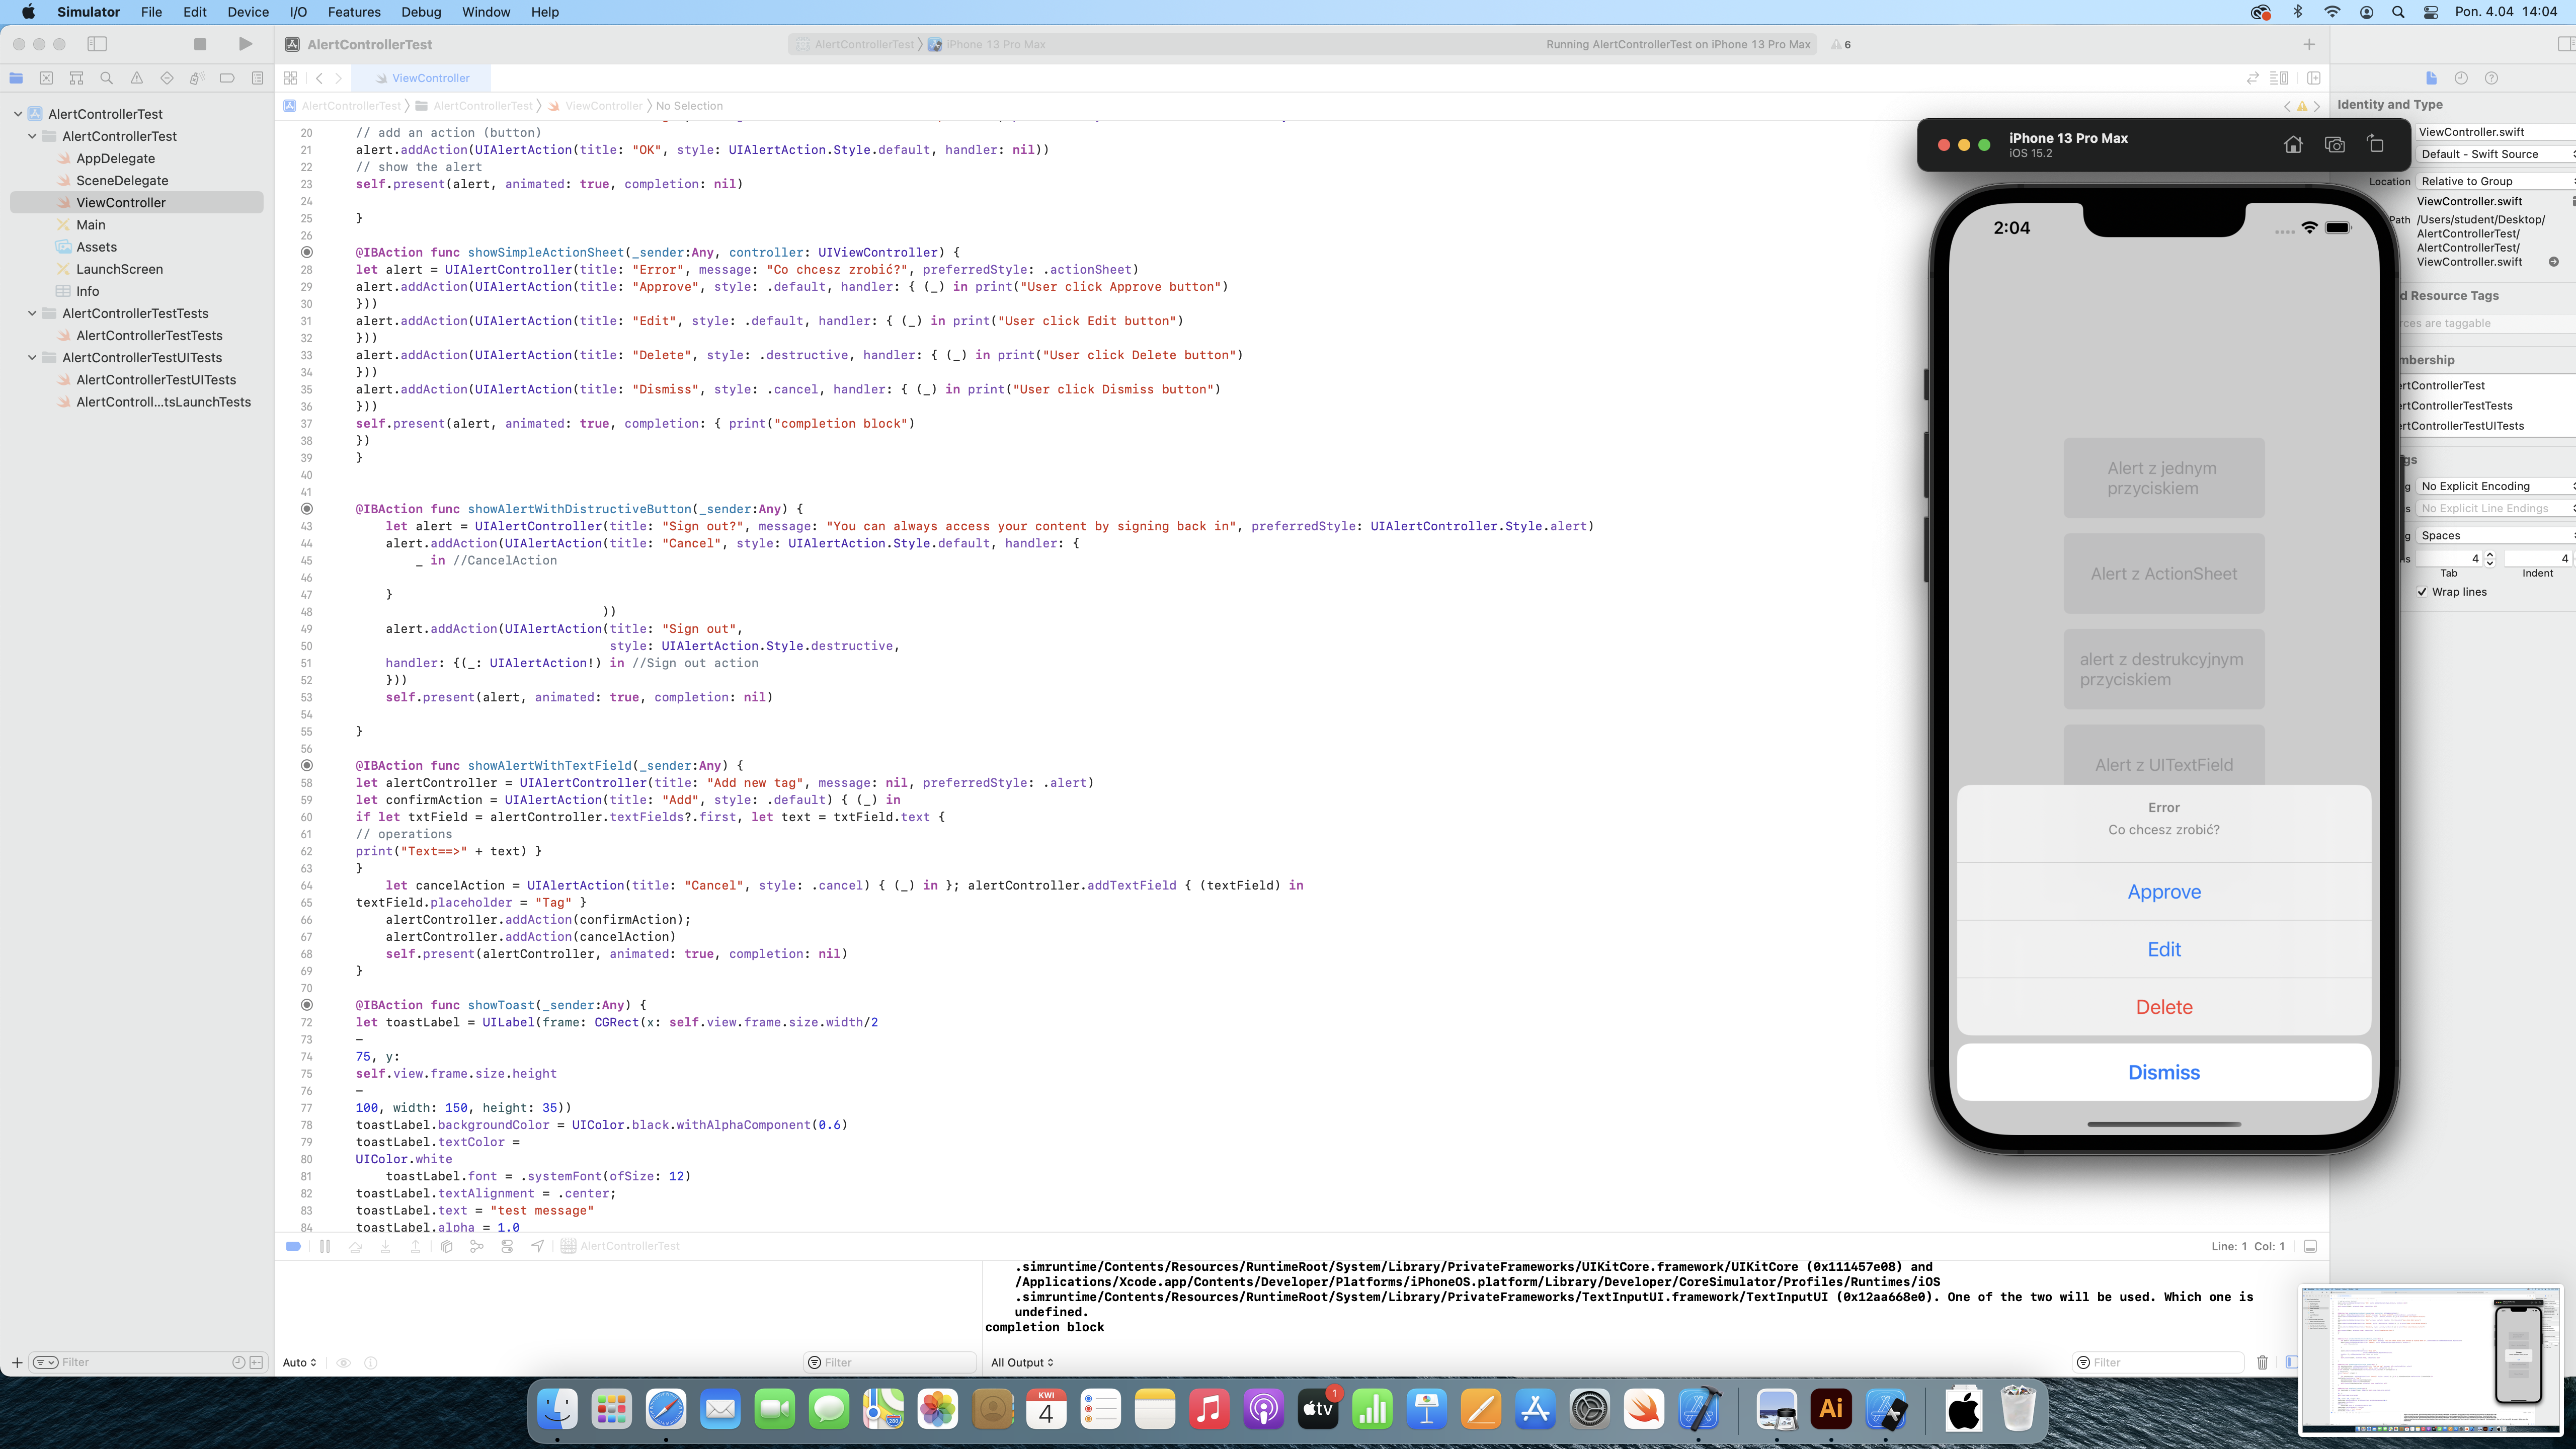 Simulator File Edit Device I/O Features Debug Window Help Pon. 4.04 14:04
AlertControllerTest AlertControllerTest iPhone 13 Pro Max Running AlertControllerTest on iPhone 13 Pro Max 6
ViewController
AlertControllerTest AlertControllerTest ViewController No Selection
AlertControllerTest
AlertControllerTest
AppDelegate
SceneDelegate
ViewController
Main
Assets
LaunchScreen
Info
AlertControllerTestTests
AlertControllerTestTests
AlertControllerTestUITests
AlertControllerTestUITests
AlertControll...tsLaunchTests
Filter
20 // add an action (button)
21 alert.addAction(UIAlertAction(title: "OK", style: UIAlertAction.Style.default, handler: nil))
22 // show the alert
23 self.present(alert, animated: true, completion: nil)
24
25 }
26
@IBAction func showSimpleActionSheet(_sender:Any, controller: UIViewController) {
28 let alert = UIAlertController(title: "Error", message: "Co chcesz zrobić?", preferredStyle: .actionSheet)
29 alert.addAction(UIAlertAction(title: "Approve", style: .default, handler: { (_) in print("User click Approve button")
30 }))
31 alert.addAction(UIAlertAction(title: "Edit", style: .default, handler: { (_) in print("User click Edit button")
32 }))
33 alert.addAction(UIAlertAction(title: "Delete", style: .destructive, handler: { (_) in print("User click Delete button")
34 }))
35 alert.addAction(UIAlertAction(title: "Dismiss", style: .cancel, handler: { (_) in print("User click Dismiss button")
36 }))
37 self.present(alert, animated: true, completion: { print("completion block")
38 })
39 }
40
41
@IBAction func showAlertWithDistructiveButton(_sender:Any) {
43 let alert = UIAlertController(title: "Sign out?", message: "You can always access your content by signing back in", preferredStyle: UIAlertController.Style.alert)
44 alert.addAction(UIAlertAction(title: "Cancel", style: UIAlertAction.Style.default, handler: {
45 _ in //CancelAction
46
47 }
48 ))
49 alert.addAction(UIAlertAction(title: "Sign out",
50 style: UIAlertAction.Style.destructive,
51 handler: {(_: UIAlertAction!) in //Sign out action
52 }))
53 self.present(alert, animated: true, completion: nil)
54
55 }
56
@IBAction func showAlertWithTextField(_sender:Any) {
58 let alertController = UIAlertController(title: "Add new tag", message: nil, preferredStyle: .alert)
59 let confirmAction = UIAlertAction(title: "Add", style: .default) { (_) in
60 if let txtField = alertController.textFields?.first, let text = txtField.text {
61 // operations
62 print("Text==>" + text) }
63 }
64 let cancelAction = UIAlertAction(title: "Cancel", style: .cancel) { (_) in }; alertController.addTextField { (textField) in
65 textField.placeholder = "Tag" }
66 alertController.addAction(confirmAction);
67 alertController.addAction(cancelAction)
68 self.present(alertController, animated: true, completion: nil)
69 }
70
@IBAction func showToast(_sender:Any) {
72 let toastLabel = UILabel(frame: CGRect(x: self.view.frame.size.width/2
73 -
74 75, y:
75 self.view.frame.size.height
76 -
77 100, width: 150, height: 35))
78 toastLabel.backgroundColor = UIColor.black.withAlphaComponent(0.6)
79 toastLabel.textColor =
80 UIColor.white
81 toastLabel.font = .systemFont(ofSize: 12)
82 toastLabel.textAlignment = .center;
83 toastLabel.text = "test message"
84 toastLabel.alpha = 1.0
AlertControllerTest Line: 1 Col: 1
.simruntime/Contents/Resources/RuntimeRoot/System/Library/PrivateFrameworks/UIKitCore.framework/UIKitCore (0x111457e08) and
/Applications/Xcode.app/Contents/Developer/Platforms/iPhoneOS.platform/Library/Developer/CoreSimulator/Profiles/Runtimes/iOS
.simruntime/Contents/Resources/RuntimeRoot/System/Library/PrivateFrameworks/TextInputUI.framework/TextInputUI (0x12aa668e0). One of the two will be used. Which one is
undefined.
completion block
Auto Filter All Output Filter
iPhone 13 Pro Max
iOS 15.2
2:04
Alert z jednym
przyciskiem
Alert z ActionSheet
alert z destrukcyjnym
przyciskiem
Alert z UITextField
Error
Co chcesz zrobić?
Approve
Edit
Delete
Dismiss
Identity and Type
ViewController.swift
Default - Swift Source
Location Relative to Group
ViewController.swift
Path /Users/student/Desktop/
AlertControllerTest/
AlertControllerTest/
ViewController.swift
d Resource Tags
rces are taggable
mbership
ertControllerTest
ertControllerTestTests
ertControllerTestUITests
gs
No Explicit Encoding
No Explicit Line Endings
Spaces
4 4
Tab Indent
Wrap lines
KWI
4
tv
1
Ai